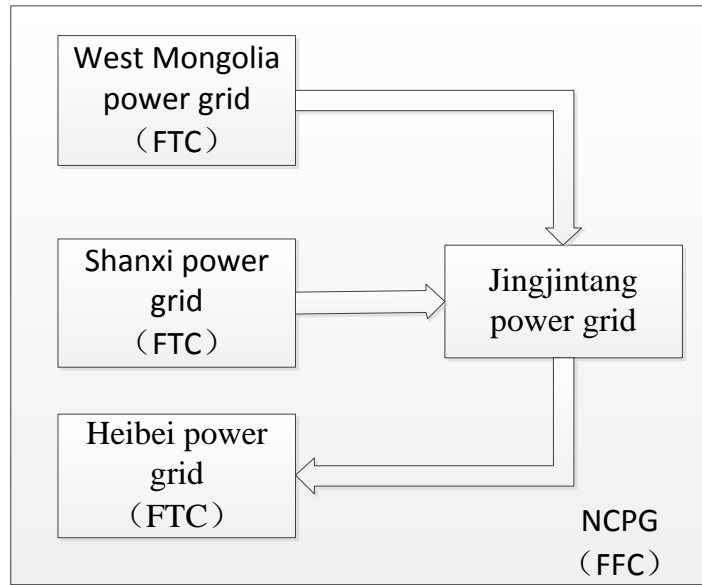 West Mongolia
power grid
（FTC）
Shanxi power
grid
（FTC）
Jingjintang
power grid
Heibei power
grid
（FTC）
NCPG
（FFC）